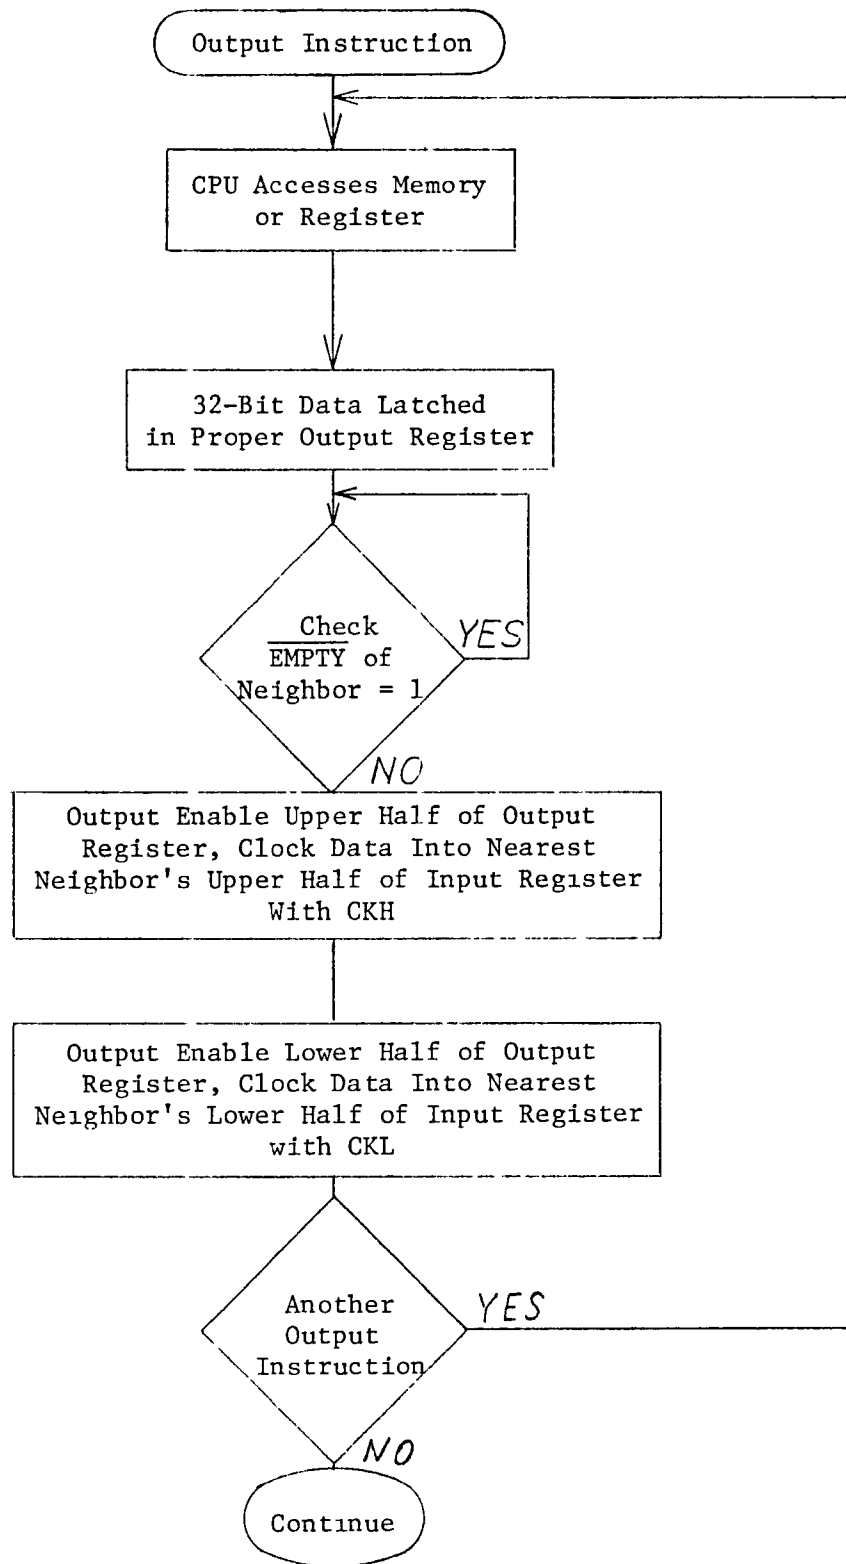 Output Instruction
CPU Accesses Memory
or Register
32-Bit Data Latched
in Proper Output Register
Check
E̅M̅P̅T̅Y̅ of
Neighbor = 1
YES
NO
Output Enable Upper Half of Output
Register, Clock Data Into Nearest
Neighbor's Upper Half of Input Register
With CKH
Output Enable Lower Half of Output
Register, Clock Data Into Nearest
Neighbor's Lower Half of Input Register
with CKL
Another
Output
Instruction
YES
NO
Continue